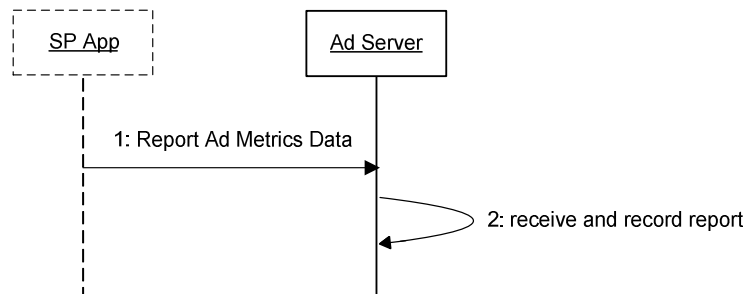 SP App
Ad Server
1: Report Ad Metrics Data
2: receive and record report